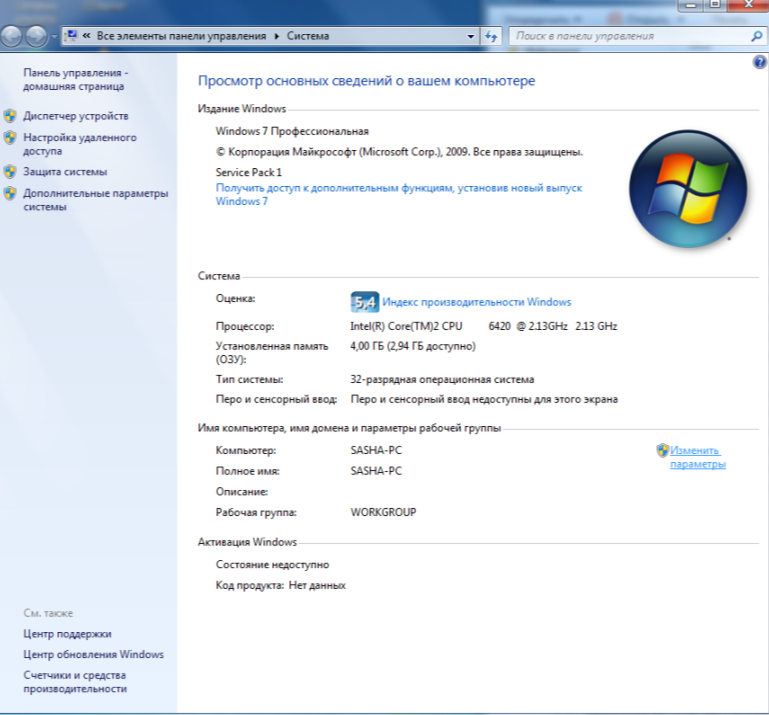 « Все элементы панели управления ▸ Система
Поиск в панели управления
Панель управления -
домашняя страница
Диспетчер устройств
Настройка удаленного
доступа
Защита системы
Дополнительные параметры
системы
См. также
Центр поддержки
Центр обновления Windows
Счетчики и средства
производительности
Просмотр основных сведений о вашем компьютере
Издание Windows
Windows 7 Профессиональная
© Корпорация Майкрософт (Microsoft Corp.), 2009. Все права защищены.
Service Pack 1
Получить доступ к дополнительным функциям, установив новый выпуск
Windows 7
Система
Оценка: 5,4 Индекс производительности Windows
Процессор: Intel(R) Core(TM)2 CPU 6420 @ 2.13GHz 2.13 GHz
Установленная память 4,00 ГБ (2,94 ГБ доступно)
(ОЗУ):
Тип системы: 32-разрядная операционная система
Перо и сенсорный ввод: Перо и сенсорный ввод недоступны для этого экрана
Имя компьютера, имя домена и параметры рабочей группы
Компьютер: SASHA-PC
Изменить
параметры
Полное имя: SASHA-PC
Описание:
Рабочая группа: WORKGROUP
Активация Windows
Состояние недоступно
Код продукта: Нет данных